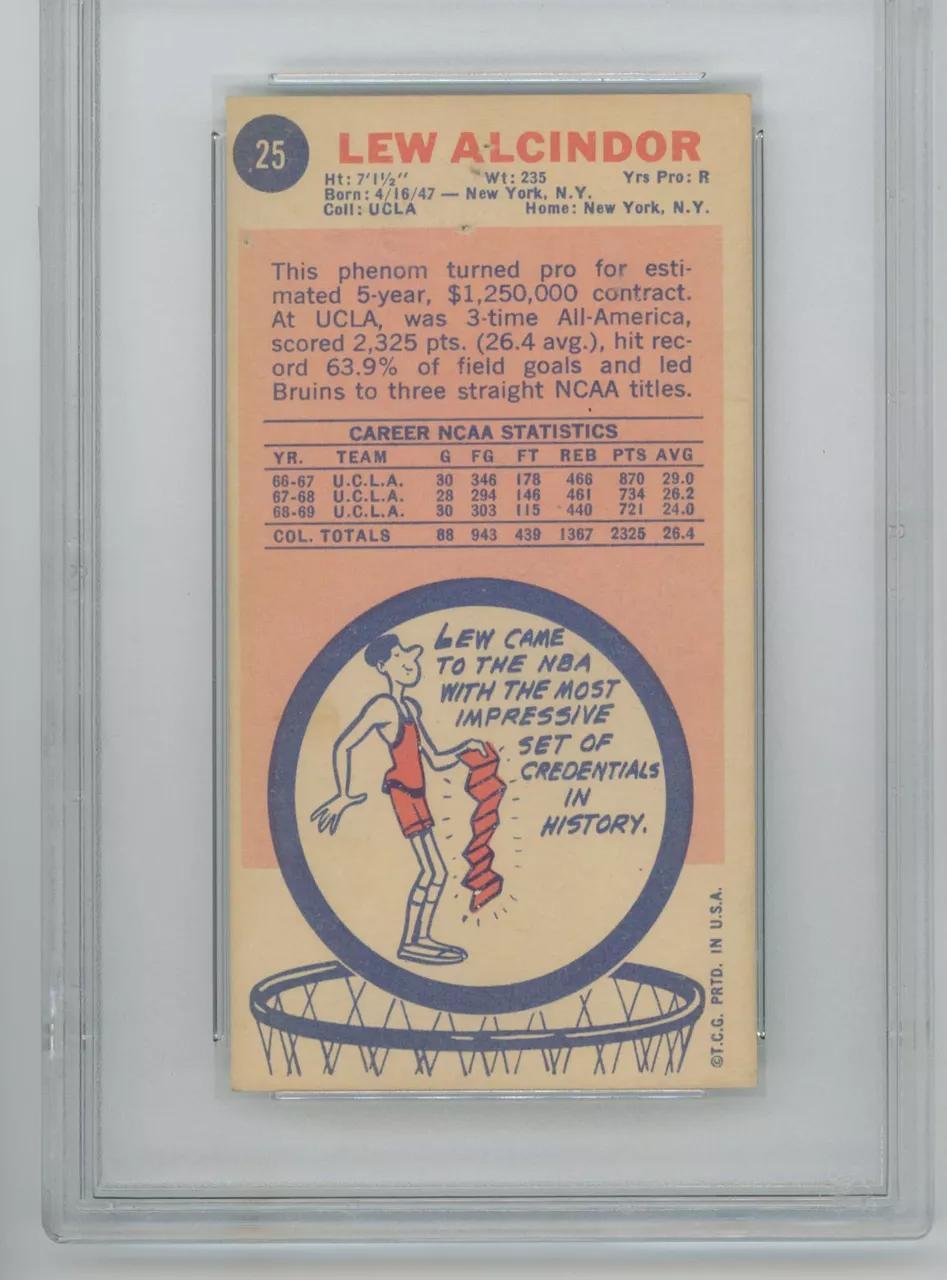 25
LEW ALCINDOR
Ht: 7'1½" Wt: 235 Yrs Pro: R
Born: 4/16/47 — New York, N.Y.
Coll: UCLA Home: New York, N.Y.
This phenom turned pro for esti-
mated 5-year, $1,250,000 contract.
At UCLA, was 3-time All-America,
scored 2,325 pts. (26.4 avg.), hit rec-
ord 63.9% of field goals and led
Bruins to three straight NCAA titles.
CAREER NCAA STATISTICS
YR. TEAM G FG FT REB PTS AVG
66-67 U.C.L.A. 30 346 178 466 870 29.0
67-68 U.C.L.A. 28 294 146 461 734 26.2
68-69 U.C.L.A. 30 303 115 440 721 24.0
COL. TOTALS 88 943 439 1367 2325 26.4
LEW CAME
TO THE NBA
WITH THE MOST
IMPRESSIVE
SET OF
CREDENTIALS
IN
HISTORY.
©T.C.G. PRTD. IN U.S.A.